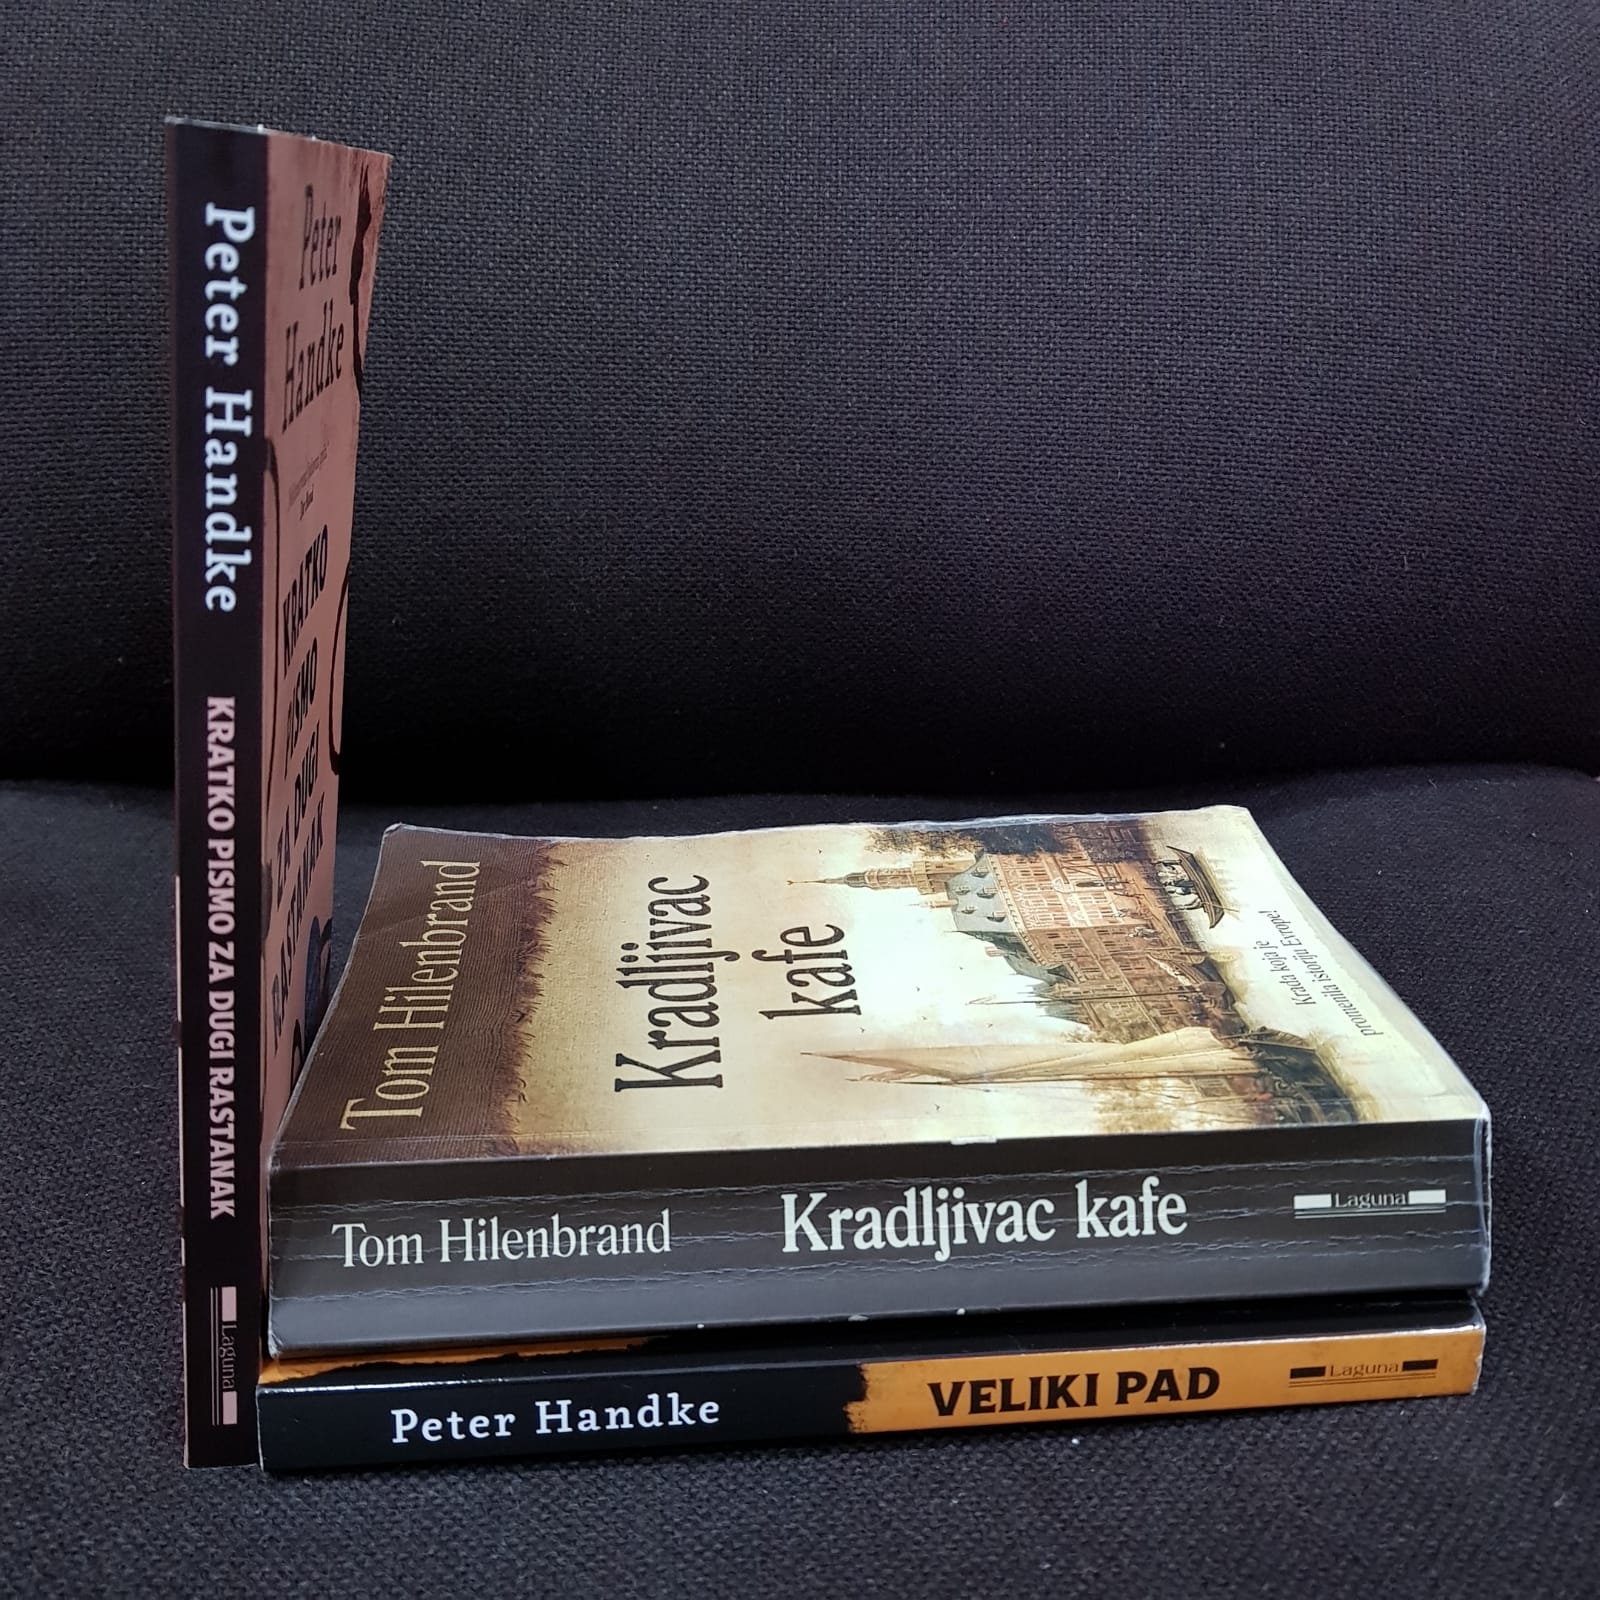 Peter Handke KRATKO PISMO ZA DUGI RASTANAK Laguna
Peter
Handke
KRATKO
PISMO
ZA DUGI
RASTANAK
Tom Hilenbrand
Kradljivac
kafe
Krađa koja je
promenila istoriju Evrope!
Tom Hilenbrand Kradljivac kafe Laguna
Peter Handke VELIKI PAD Laguna